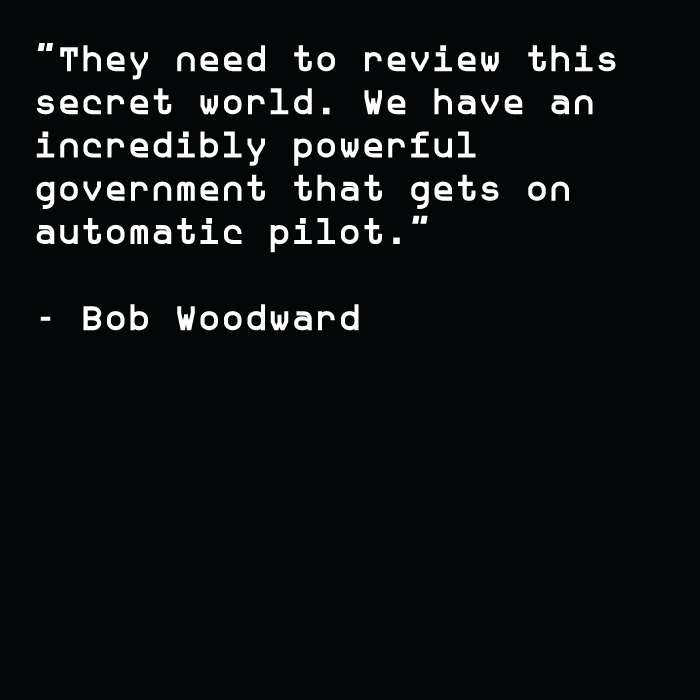 "They need to review this
secret world. We have an
incredibly powerful
government that gets on
automatic pilot."
- Bob Woodward